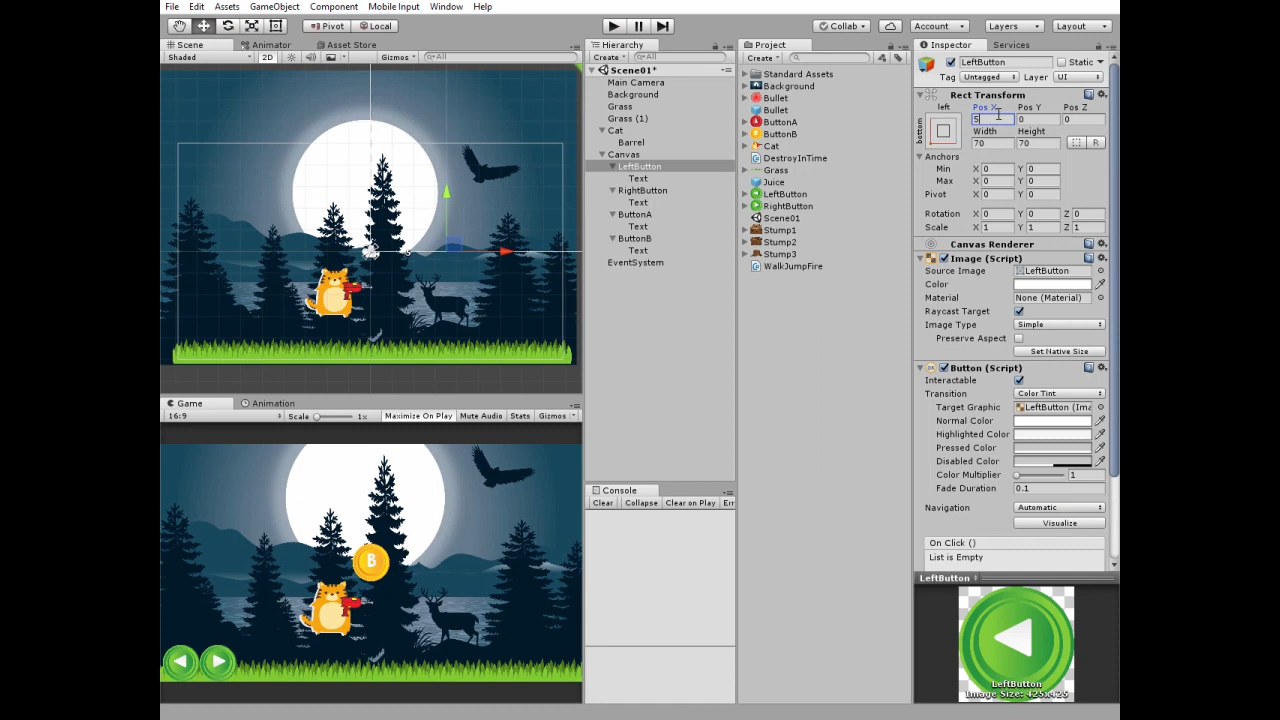 File Edit Assets GameObject Component Mobile Input Window Help
Pivot Local Collab Account Layers Layout
Scene Animator Asset Store
Shaded 2D Gizmos All
Hierarchy
Create All
Scene01*
Main Camera
Background
Grass
Grass (1)
Cat
Barrel
Canvas
LeftButton
Text
RightButton
Text
ButtonA
Text
ButtonB
Text
EventSystem
Project
Create
Standard Assets
Background
Bullet
Bullet
ButtonA
ButtonB
Cat
DestroyInTime
Grass
Juice
LeftButton
RightButton
Scene01
Stump1
Stump2
Stump3
WalkJumpFire
Game Animation
16:9 Scale 1x Maximize On Play Mute Audio Stats Gizmos
B
Console
Clear Collapse Clear on Play Err
Inspector Services
LeftButton Static
Tag Untagged Layer UI
Rect Transform
left Pos X Pos Y Pos Z
bottom 5 0 0
Width Height
70 70 R
Anchors
Min X 0 Y 0
Max X 0 Y 0
Pivot X 0 Y 0
Rotation X 0 Y 0 Z 0
Scale X 1 Y 1 Z 1
Canvas Renderer
Image (Script)
Source Image LeftButton
Color
Material None (Material)
Raycast Target
Image Type Simple
Preserve Aspect
Set Native Size
Button (Script)
Interactable
Transition Color Tint
Target Graphic LeftButton (Ima
Normal Color
Highlighted Color
Pressed Color
Disabled Color
Color Multiplier 1
Fade Duration 0.1
Navigation Automatic
Visualize
On Click ()
List is Empty
LeftButton
LeftButton
Image Size: 425x425